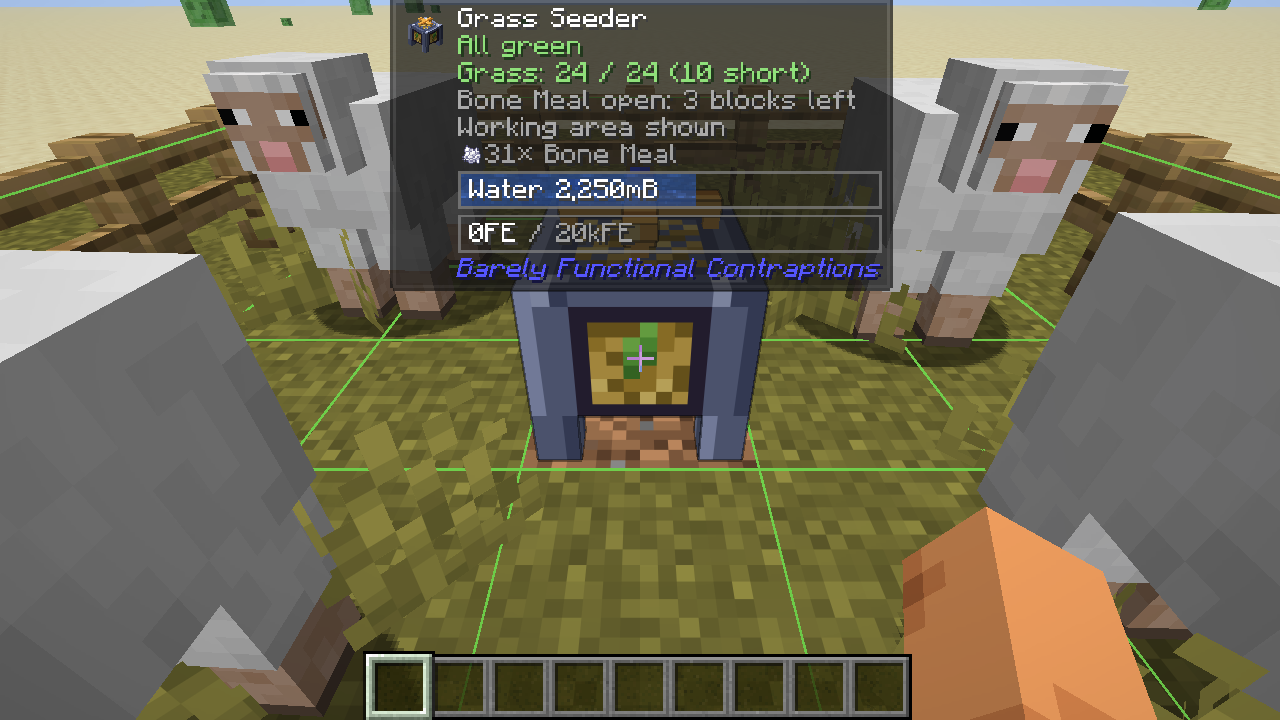 Grass Seeder
All green
Grass: 24 / 24 (10 short)
Bone Meal open: 3 blocks left
Working area shown
31× Bone Meal
Water 2,250mB
0FE / 20kFE
Barely Functional Contraptions